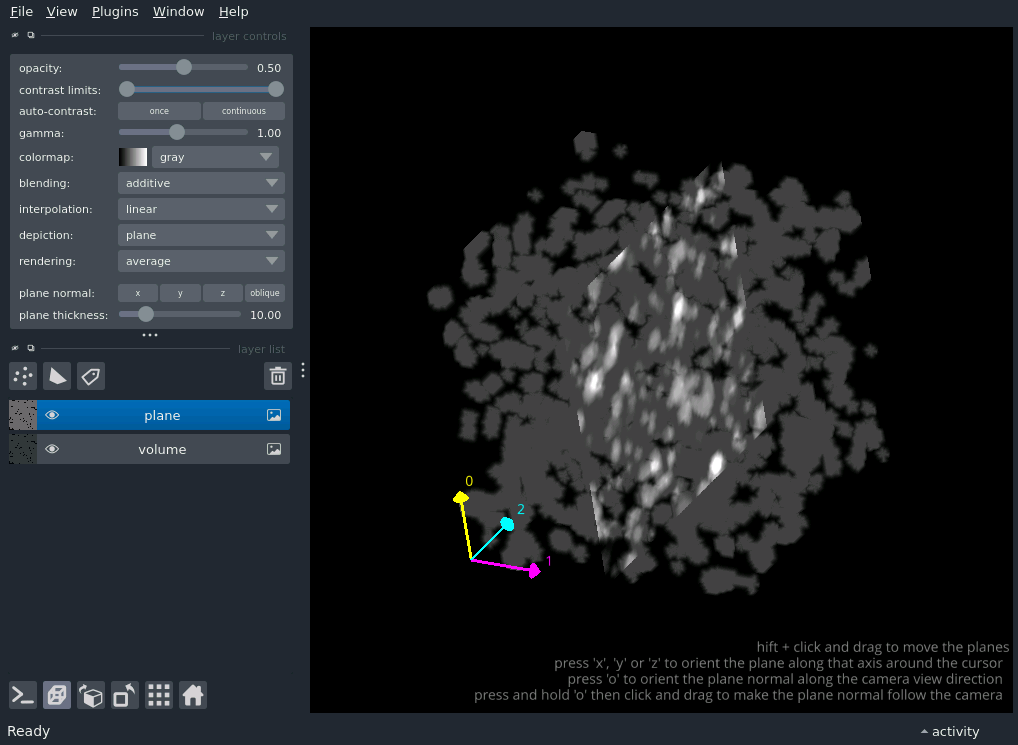 File View Plugins Window Help
layer controls
opacity: 0.50
contrast limits:
auto-contrast: once continuous
gamma: 1.00
colormap: gray
blending: additive
interpolation: linear
depiction: plane
rendering: average
plane normal: x y z oblique
plane thickness: 10.00
layer list
plane
volume
0
2
1
hift + click and drag to move the planes
press 'x', 'y' or 'z' to orient the plane along that axis around the cursor
press 'o' to orient the plane normal along the camera view direction
press and hold 'o' then click and drag to make the plane normal follow the camera
Ready activity